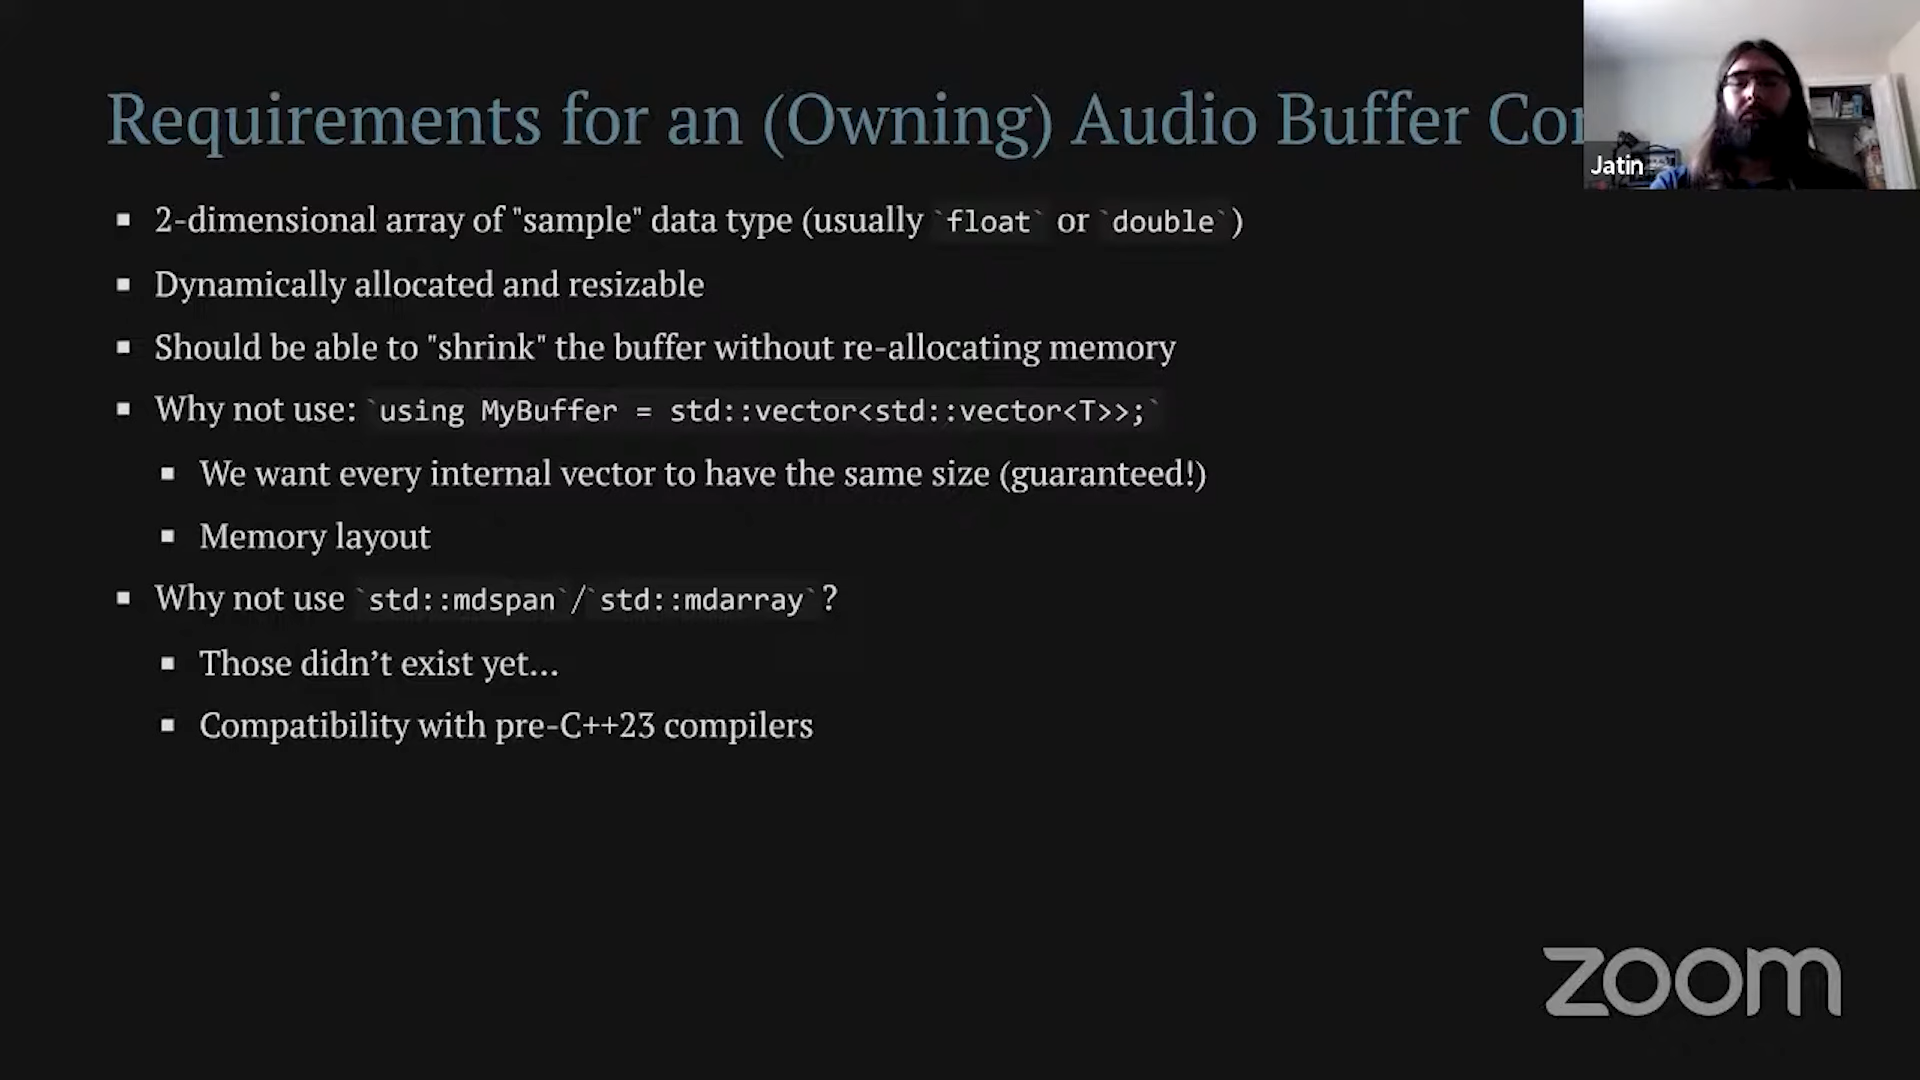 Requirements for an (Owning) Audio Buffer
Jatin
▪ 2-dimensional array of "sample" data type (usually `float` or `double`)
▪ Dynamically allocated and resizable
▪ Should be able to "shrink" the buffer without re-allocating memory
▪ Why not use: `using MyBuffer = std::vector<std::vector<T>>;`
▪ We want every internal vector to have the same size (guaranteed!)
▪ Memory layout
▪ Why not use `std::mdspan`/`std::mdarray`?
▪ Those didn’t exist yet…
▪ Compatibility with pre-C++23 compilers
zoom